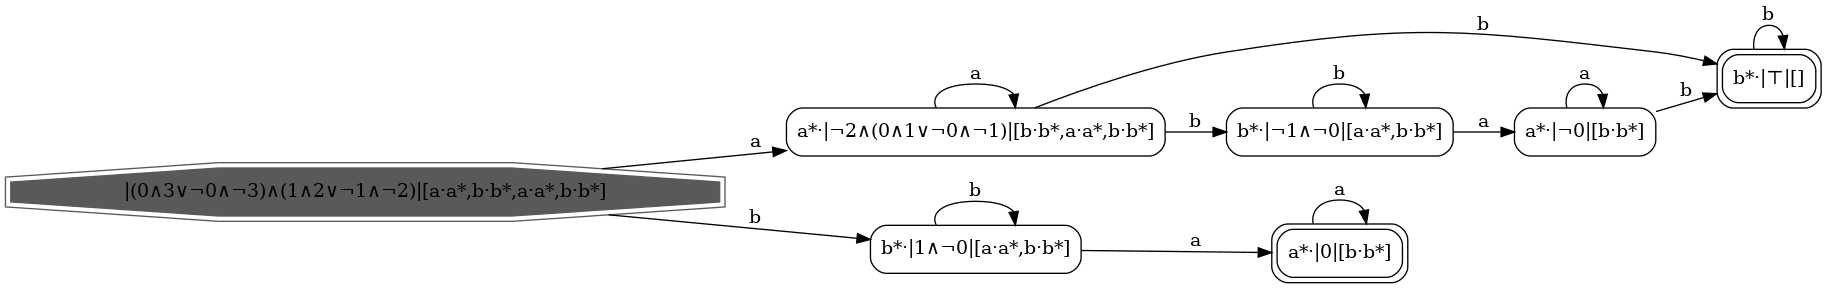 b
b
b*·|⊤|[]
a
b
a
b
a*·|¬2∧(0∧1∨¬0∧¬1)|[b·b*,a·a*,b·b*]
b
b*·|¬1∧¬0|[a·a*,b·b*]
a
a*·|¬0|[b·b*]
a
|(0∧3∨¬0∧¬3)∧(1∧2∨¬1∧¬2)|[a·a*,b·b*,a·a*,b·b*]
b
b
a
b*·|1∧¬0|[a·a*,b·b*]
a
a*·|0|[b·b*]